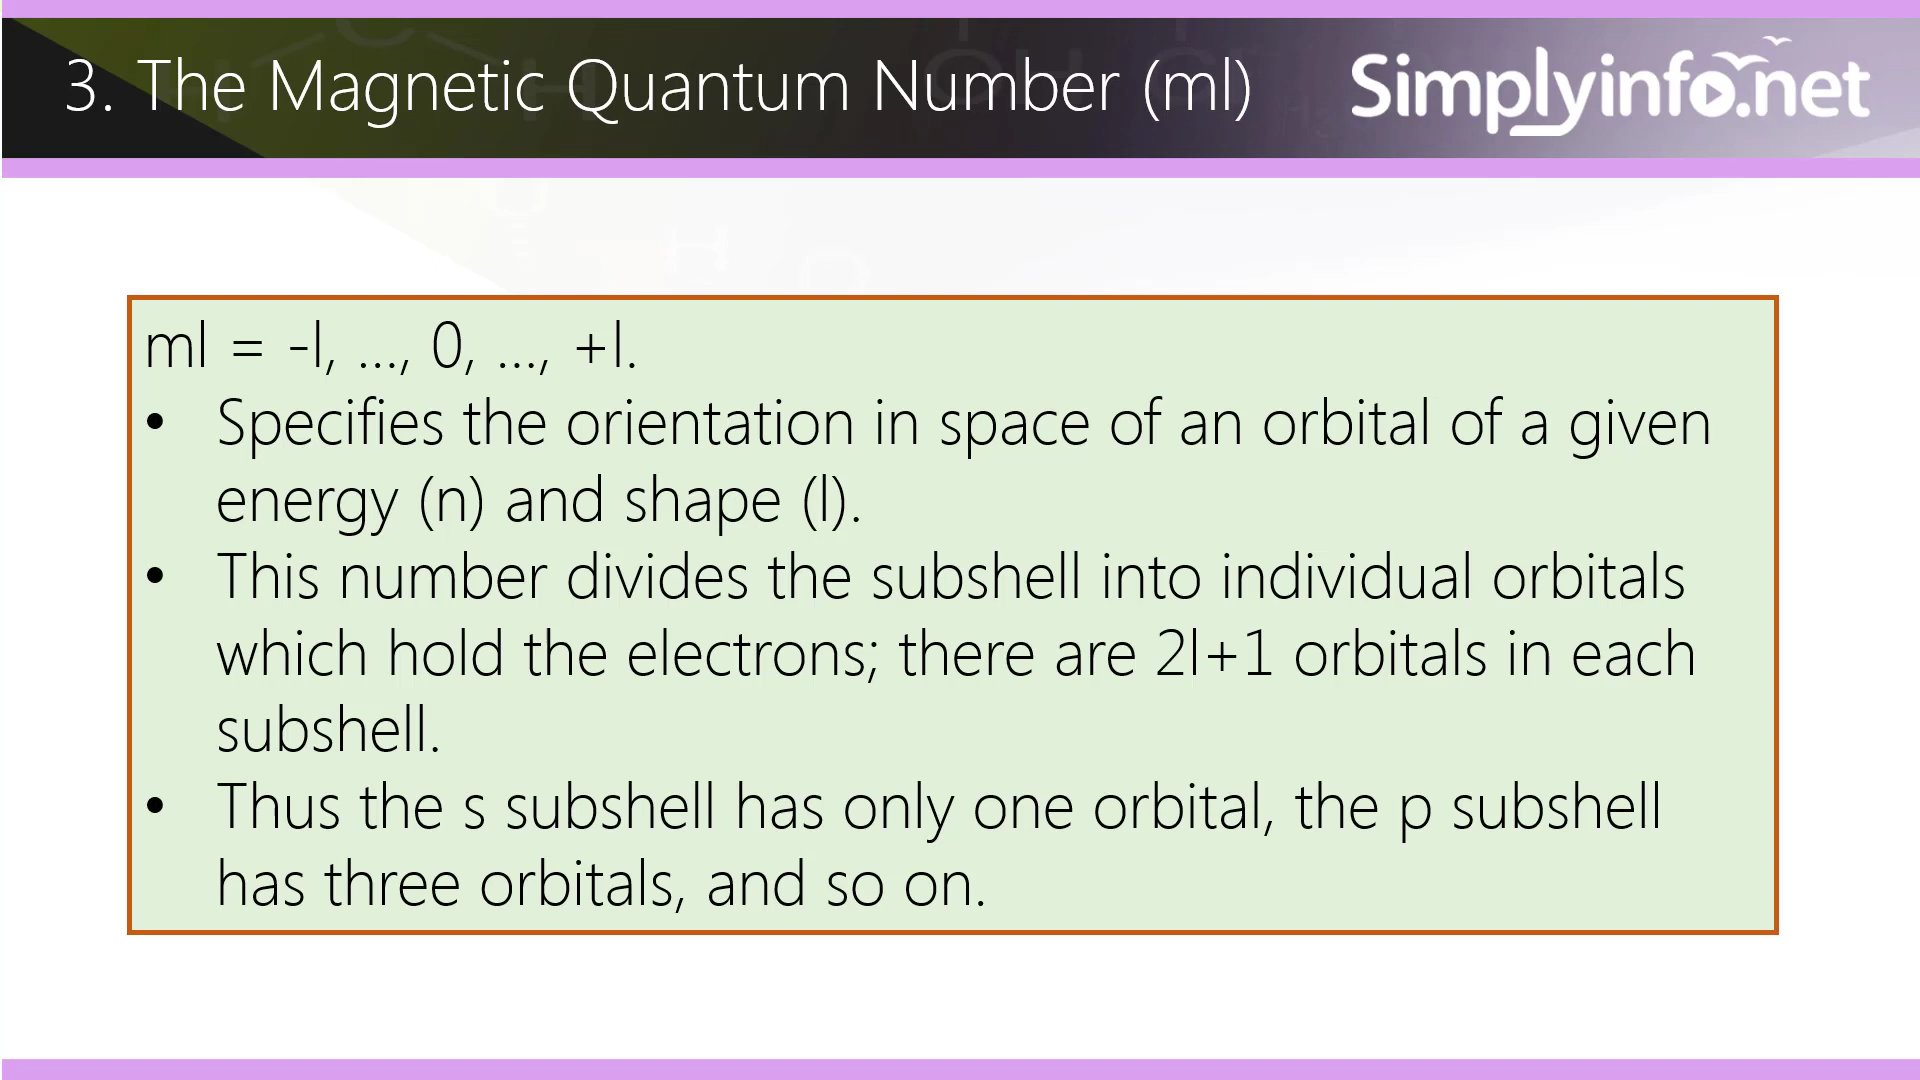 3. The Magnetic Quantum Number (ml)
Simplyinfo.net
ml = -l, ..., 0, ..., +l.
• Specifies the orientation in space of an orbital of a given
energy (n) and shape (l).
• This number divides the subshell into individual orbitals
which hold the electrons; there are 2l+1 orbitals in each
subshell.
• Thus the s subshell has only one orbital, the p subshell
has three orbitals, and so on.